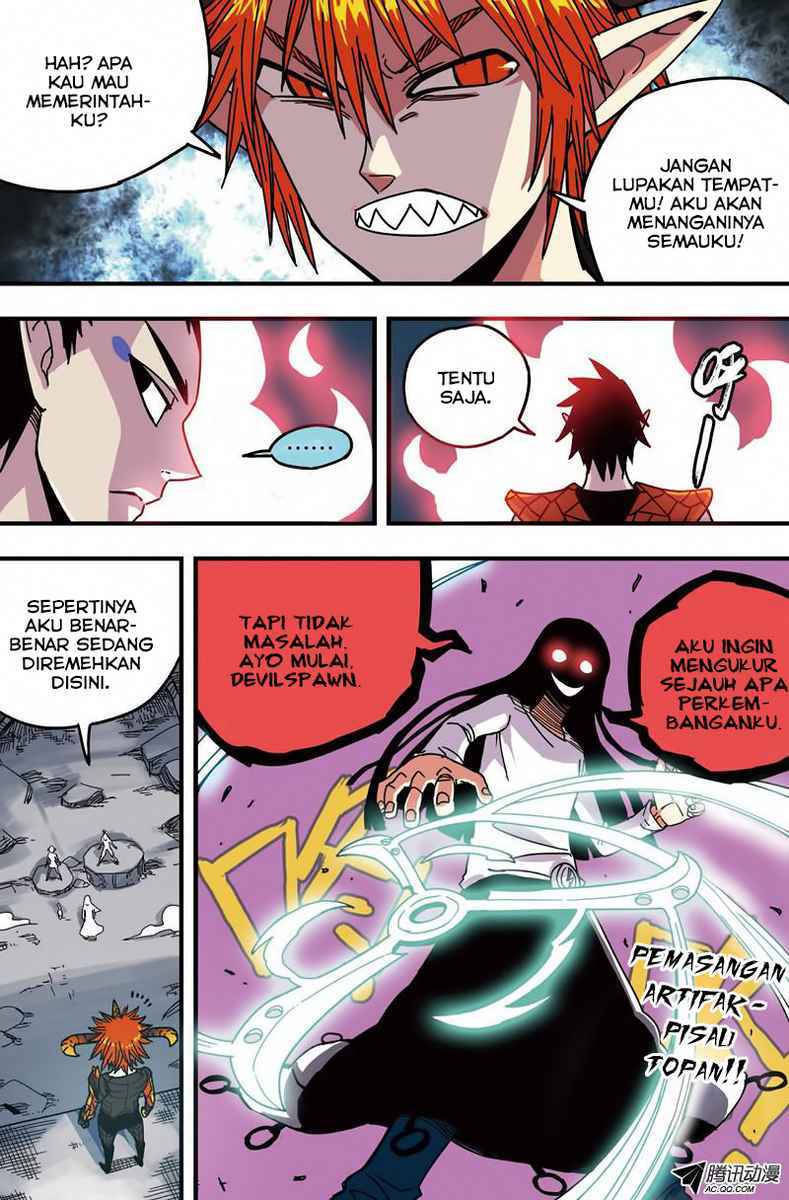 HAH? APA
KAU MAU
MEMERINTAH-
KU?
JANGAN
LUPAKAN TEMPAT-
MU! AKU AKAN
MENANGANINYA
SEMAUKU!
......
TENTU
SAJA.
呼
SEPERTINYA
AKU BENAR-
BENAR SEDANG
DIREMEHKAN
DISINI.
TAPI TIDAK
MASALAH.
AYO MULAI,
DEVILSPAWN.
AKU INGIN
MENGUKUR
SEJAUH APA
PERKEM-
BANGANKU.
PEMASANGAN
ARTIFAK-
PISAU
TOPAN!!
腾讯动漫
AC.QQ.COM